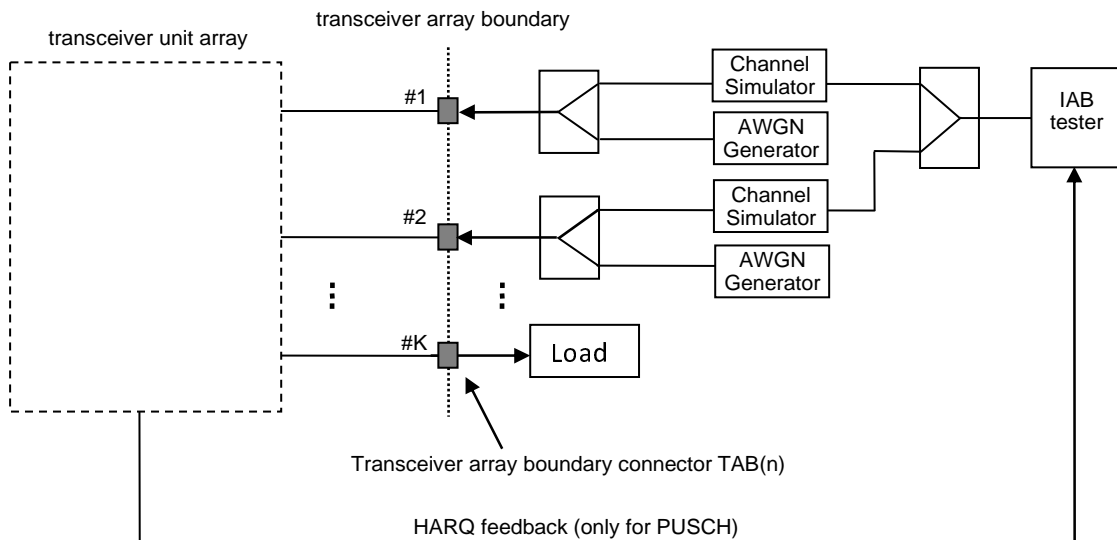 transceiver array boundary
transceiver unit array
#1
Channel
Simulator
AWGN
Generator
IAB
tester
#2
Channel
Simulator
AWGN
Generator
#K
Load
Transceiver array boundary connector TAB(n)
HARQ feedback (only for PUSCH)